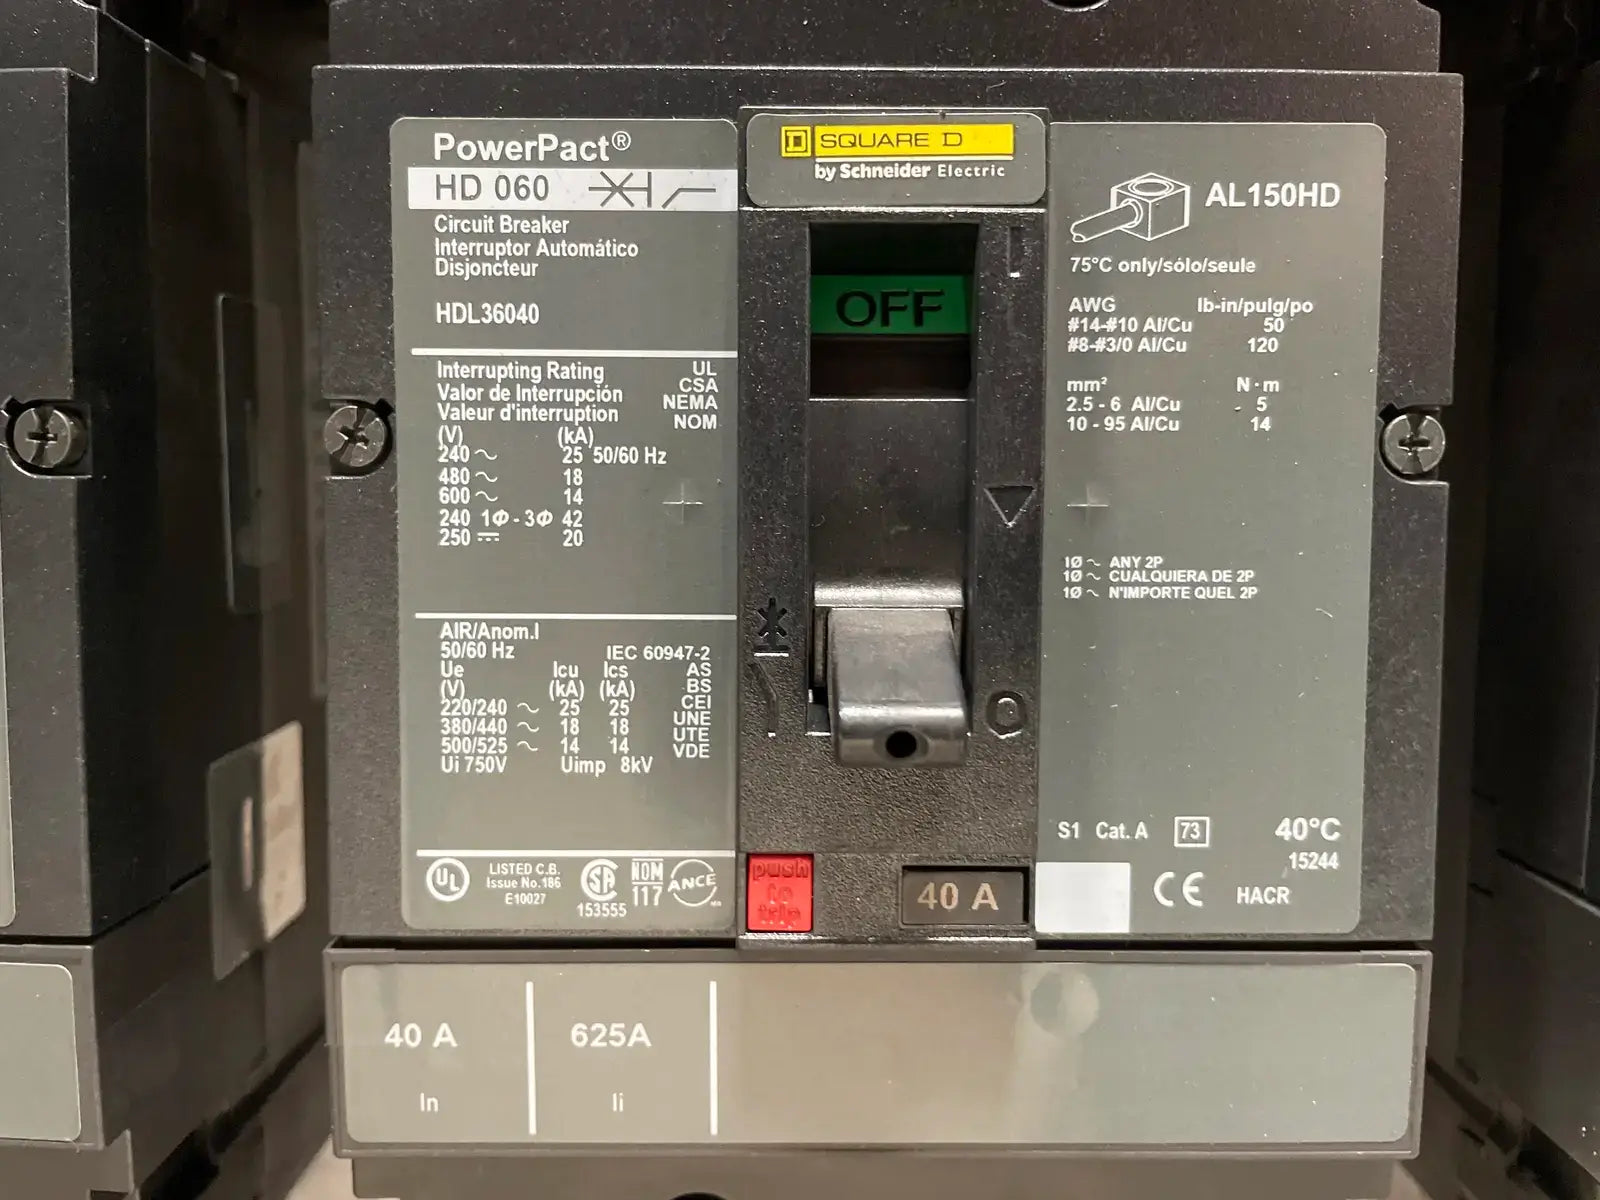 PowerPact®
HD 060
Circuit Breaker
Interruptor Automático
Disjoncteur
HDL36040
Interrupting Rating UL
Valor de Interrupción CSA
Valeur d'interruption NEMA
NOM
(V) (kA)
240 ~ 25 50/60 Hz
480 ~ 18
600 ~ 14
240 1Φ - 3Φ 42
250 ⎓ 20
AIR/Anom.I
50/60 Hz IEC 60947-2
Ue Icu Ics AS
(V) (kA) (kA) BS
220/240 ~ 25 25 CEI
380/440 ~ 18 18 UNE
500/525 ~ 14 14 UTE
Ui 750V Uimp 8kV VDE
UL
LISTED C.B.
Issue No.186
E10027
SA
153555
NOM
117
ANCE
SQUARE D
by Schneider Electric
OFF
I
O
push
to
trip
40 A
AL150HD
75°C only/sólo/seule
AWG lb-in/pulg/po
#14-#10 Al/Cu 50
#8-#3/0 Al/Cu 120
mm² N·m
2.5 - 6 Al/Cu 5
10 - 95 Al/Cu 14
1Ø ~ ANY 2P
1Ø ~ CUALQUIERA DE 2P
1Ø ~ N'IMPORTE QUEL 2P
S1 Cat. A 73 40°C
15244
CE HACR
40 A 625A
In Ii